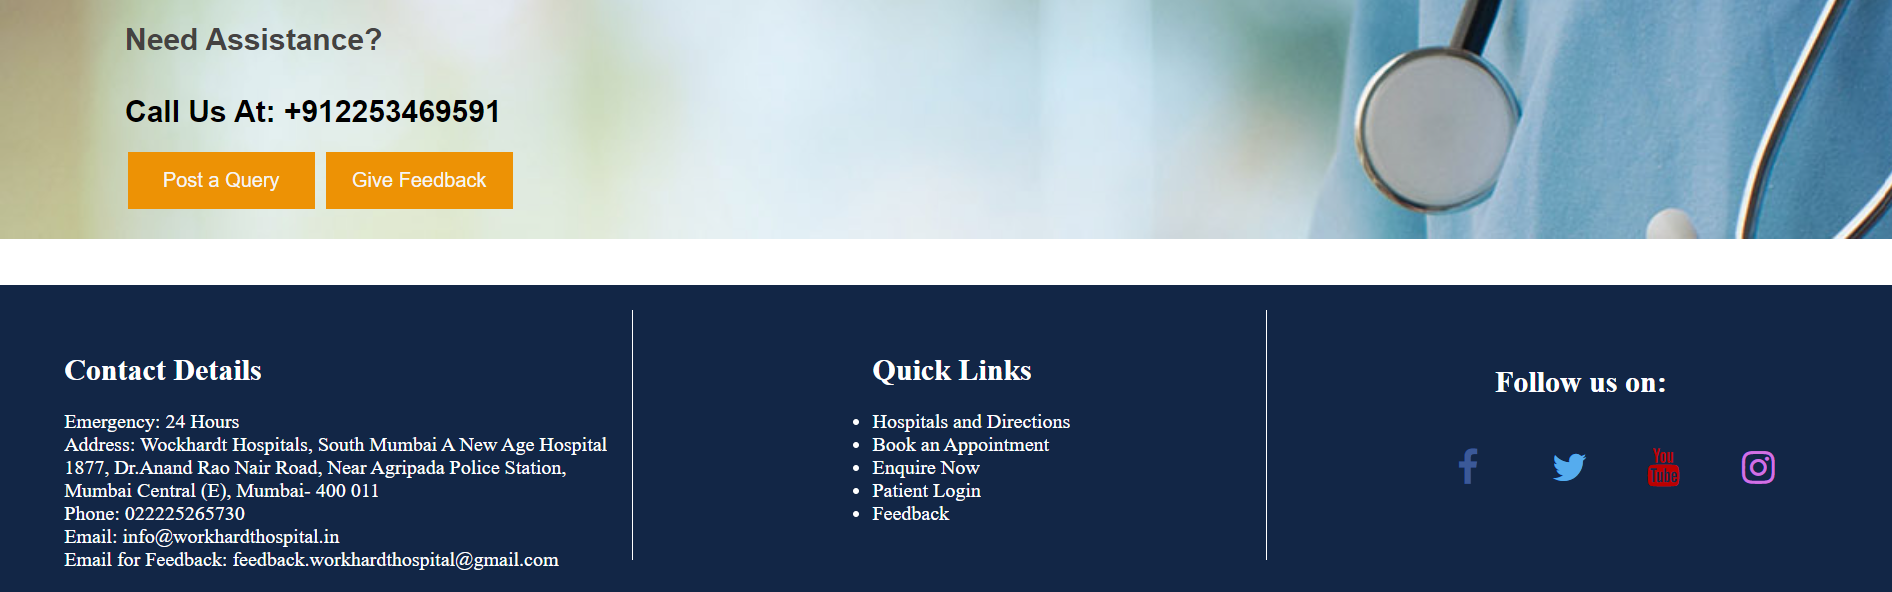 Need Assistance?
Call Us At: +912253469591
Post a Query
Give Feedback
Contact Details
Emergency: 24 Hours
Address: Wockhardt Hospitals, South Mumbai A New Age Hospital
1877, Dr.Anand Rao Nair Road, Near Agripada Police Station,
Mumbai Central (E), Mumbai- 400 011
Phone: 022225265730
Email: info@workhardthospital.in
Email for Feedback: feedback.workhardthospital@gmail.com
Quick Links
Hospitals and Directions
Book an Appointment
Enquire Now
Patient Login
Feedback
Follow us on:
You
Tube